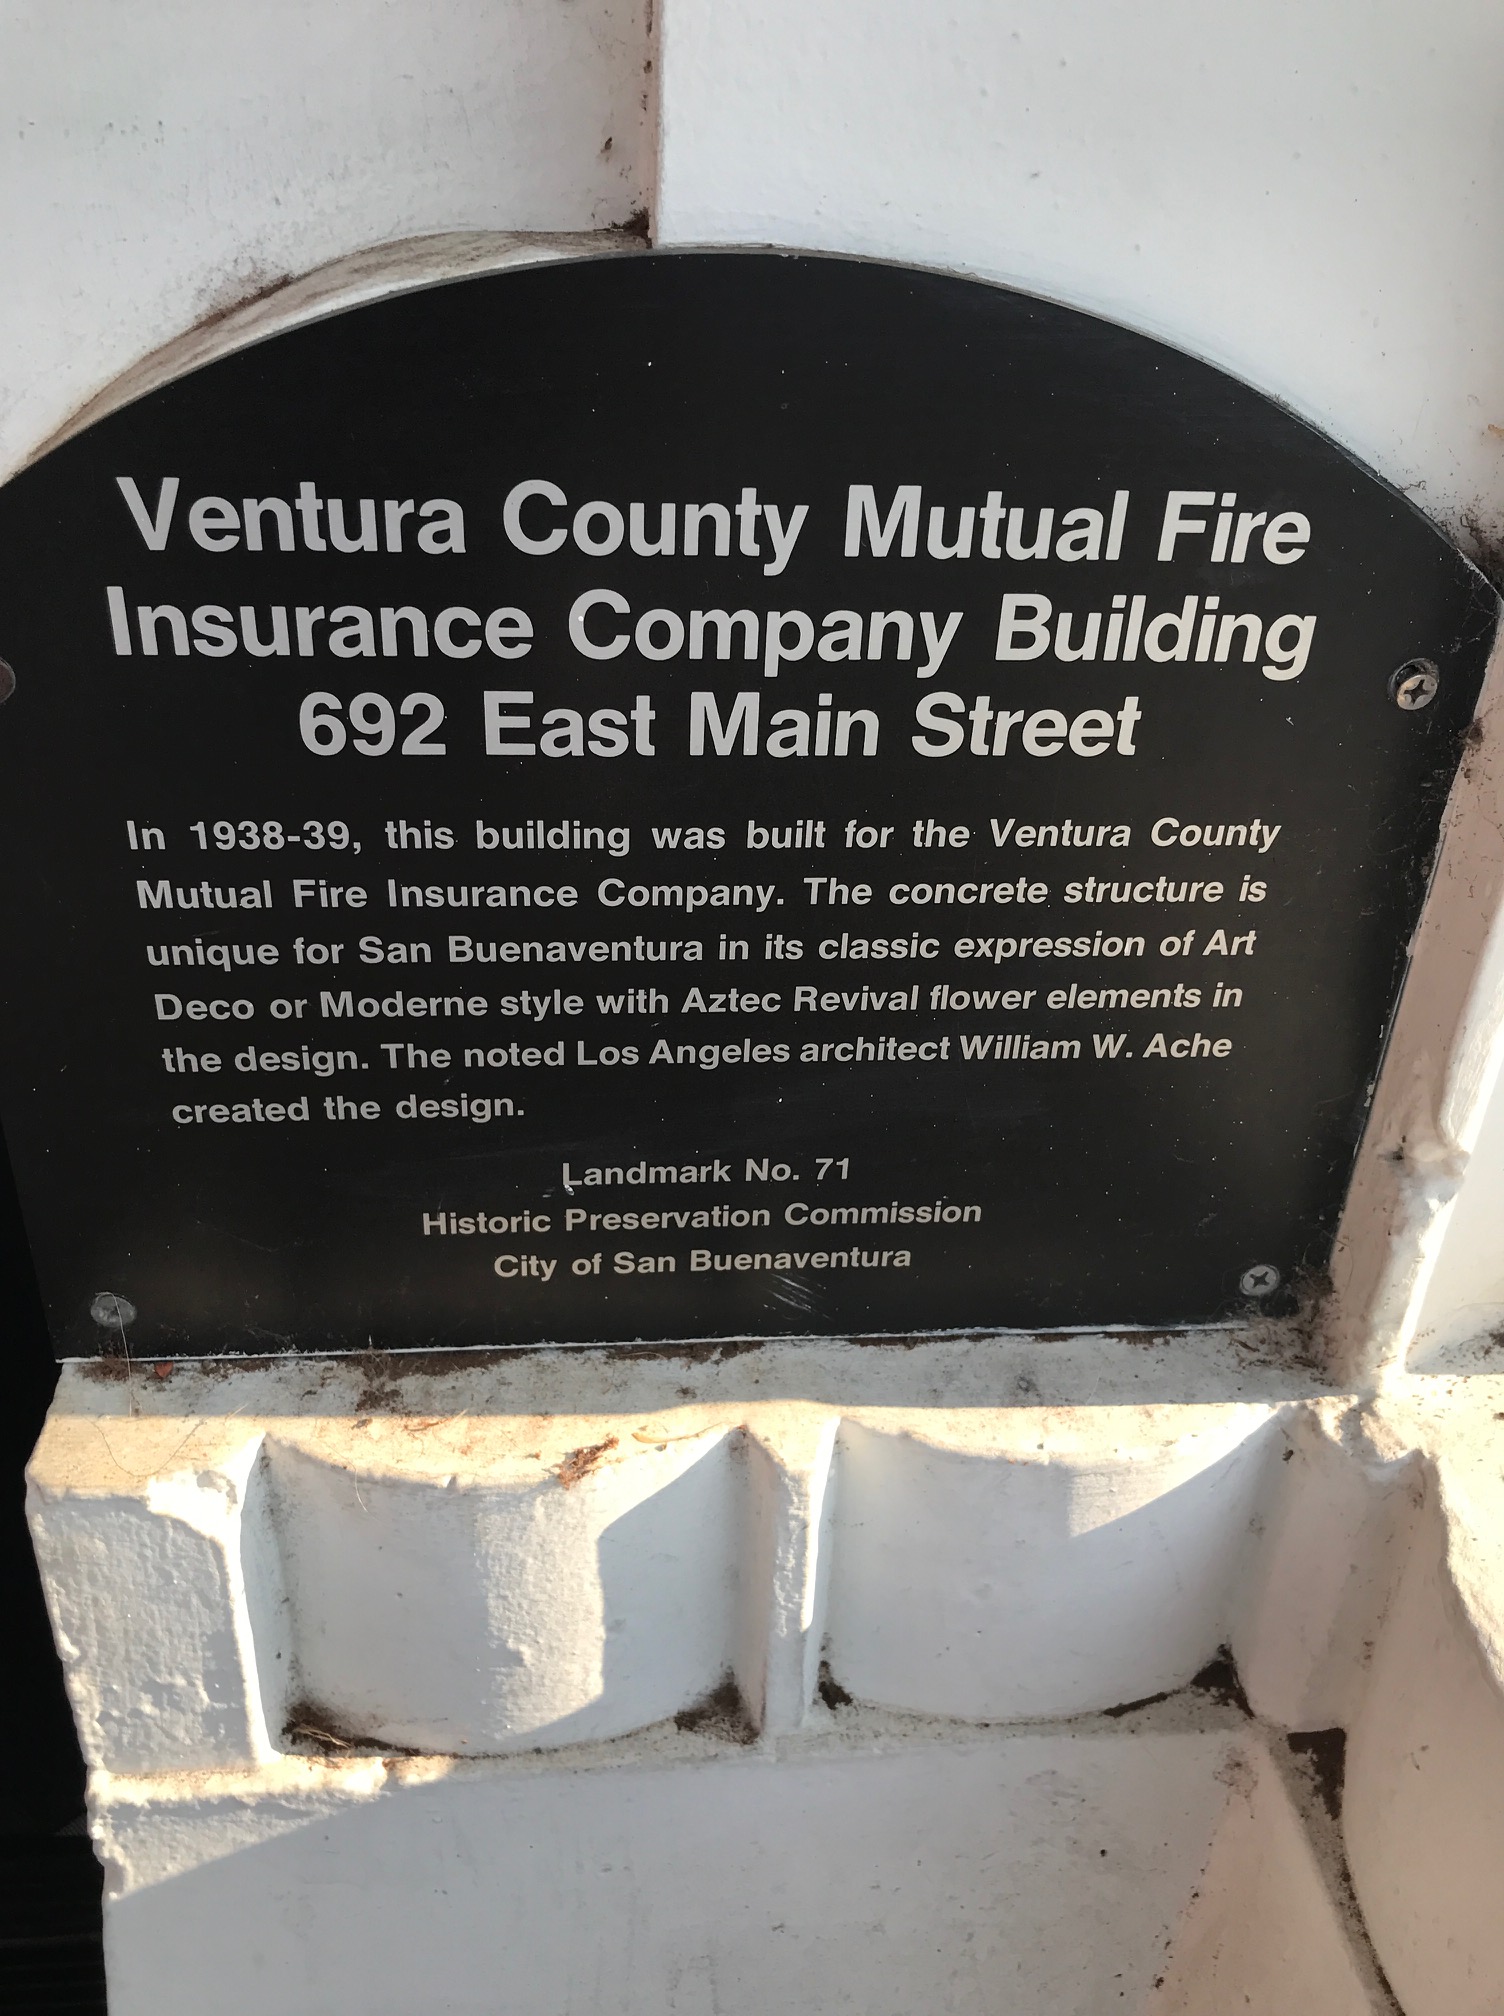 Ventura County Mutual Fire
Insurance Company Building
692 East Main Street
In 1938-39, this building was built for the Ventura County
Mutual Fire Insurance Company. The concrete structure is
unique for San Buenaventura in its classic expression of Art
Deco or Moderne style with Aztec Revival flower elements in
the design. The noted Los Angeles architect William W. Ache
created the design.
Landmark No. 71
Historic Preservation Commission
City of San Buenaventura